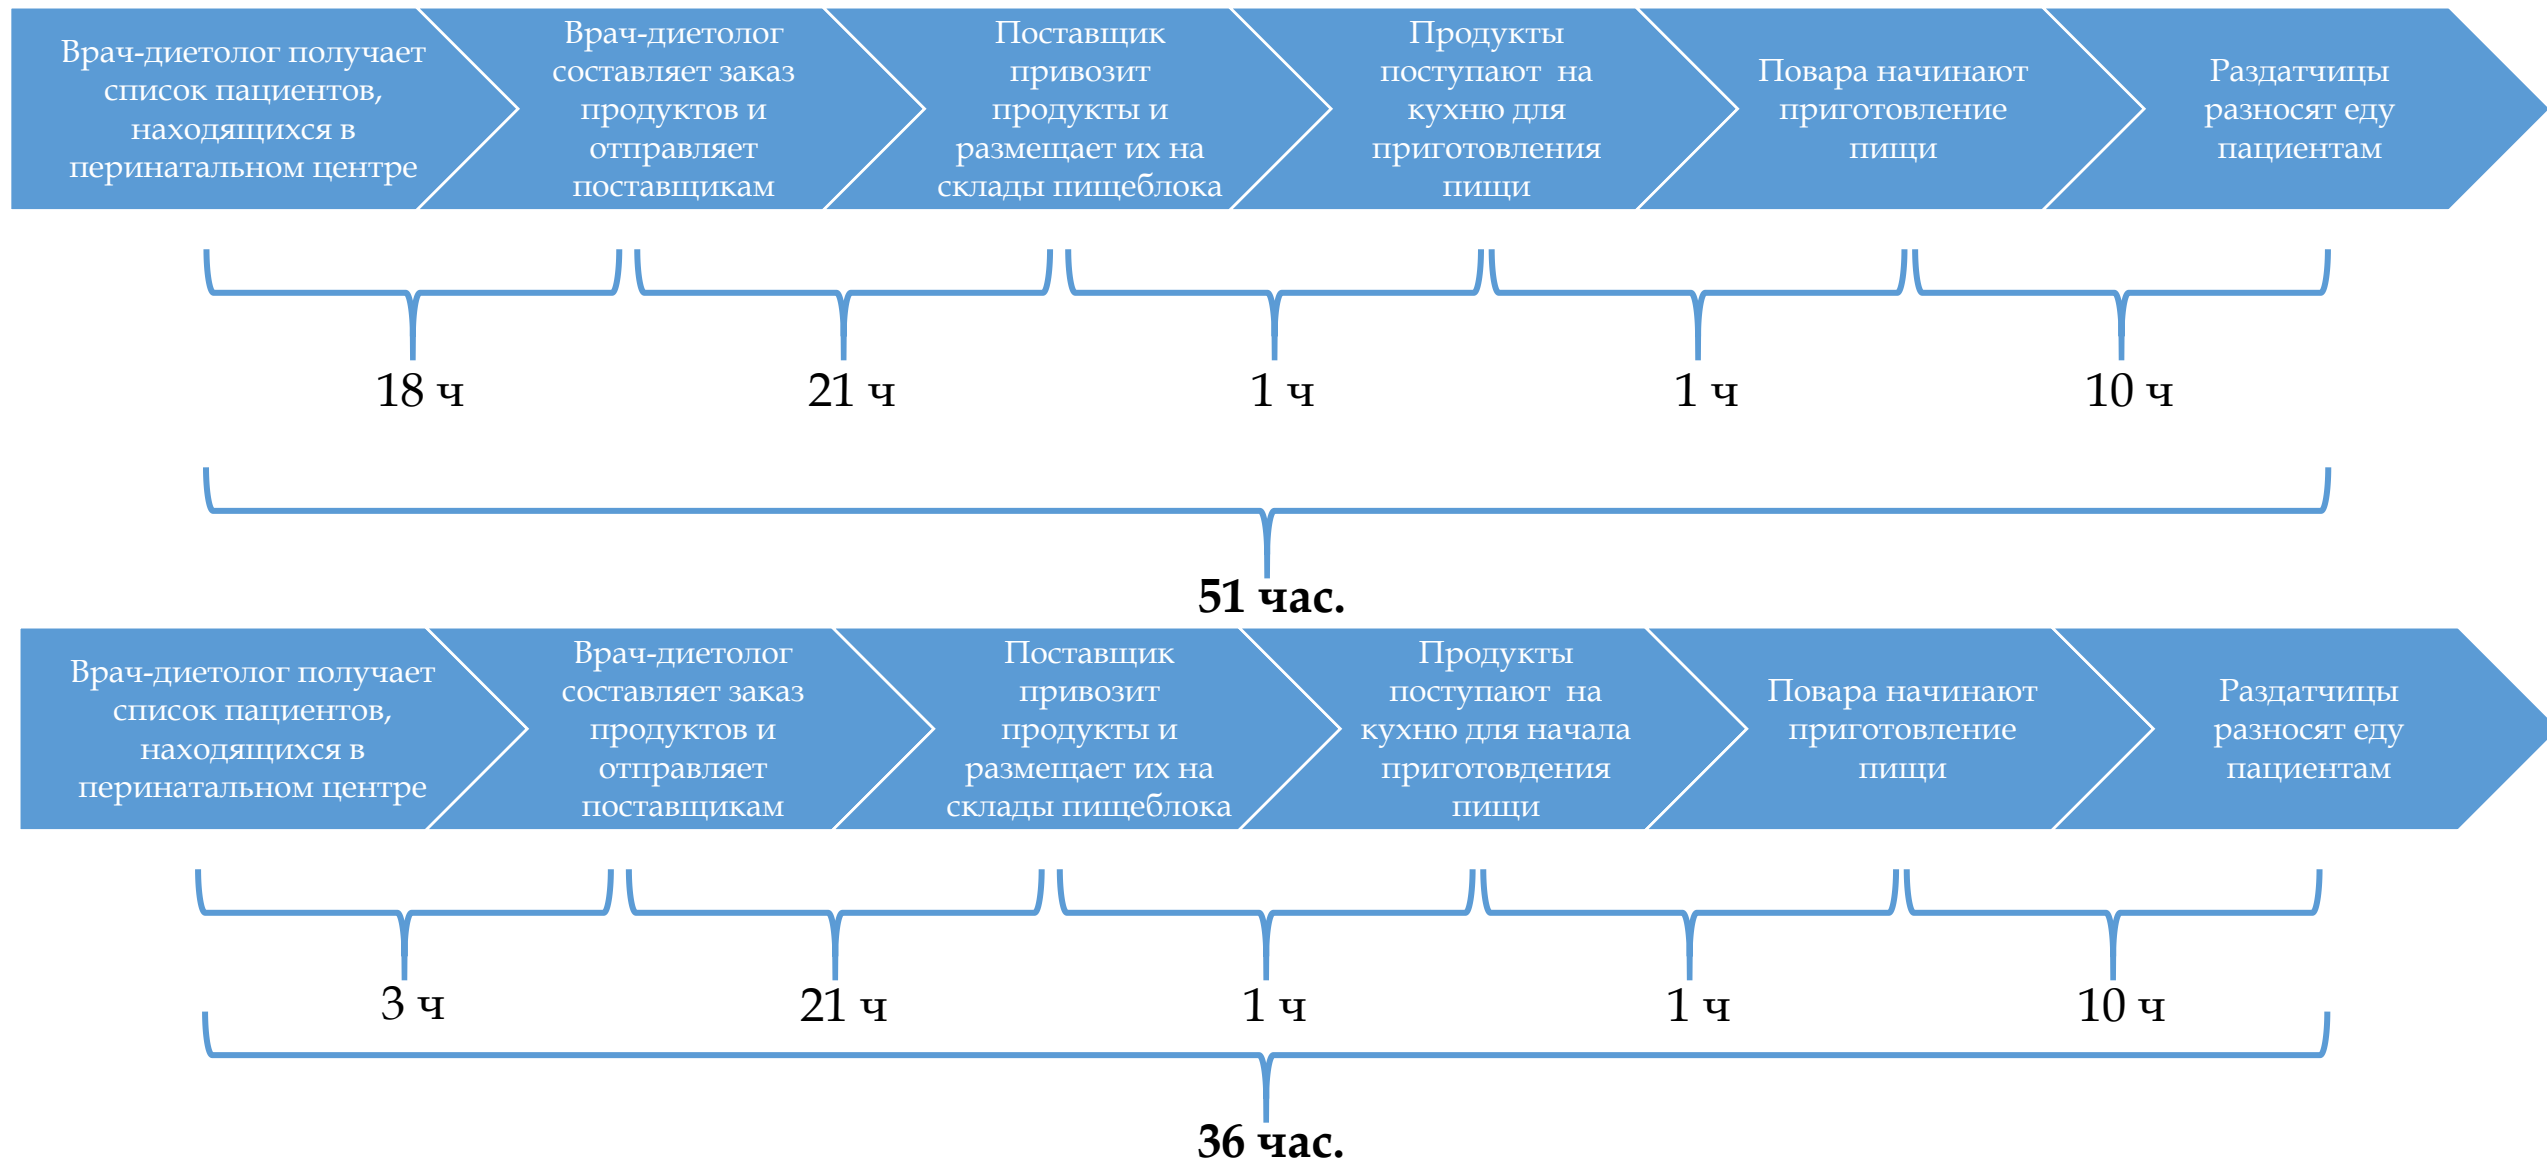 Врач-диетолог получает
список пациентов,
находящихся в
перинатальном центре
Врач-диетолог
составляет заказ
продуктов и
отправляет
поставщикам
Поставщик
привозит
продукты и
размещает их на
склады пищеблока
Продукты
поступают на
кухню для
приготовления
пищи
Повара начинают
приготовление
пищи
Раздатчицы
разносят еду
пациентам
18 ч
21 ч
1 ч
1 ч
10 ч
51 час.
Врач-диетолог получает
список пациентов,
находящихся в
перинатальном центре
Врач-диетолог
составляет заказ
продуктов и
отправляет
поставщикам
Поставщик
привозит
продукты и
размещает их на
склады пищеблока
Продукты
поступают на
кухню для начала
приготовдения
пищи
Повара начинают
приготовление
пищи
Раздатчицы
разносят еду
пациентам
3 ч
21 ч
1 ч
1 ч
10 ч
36 час.